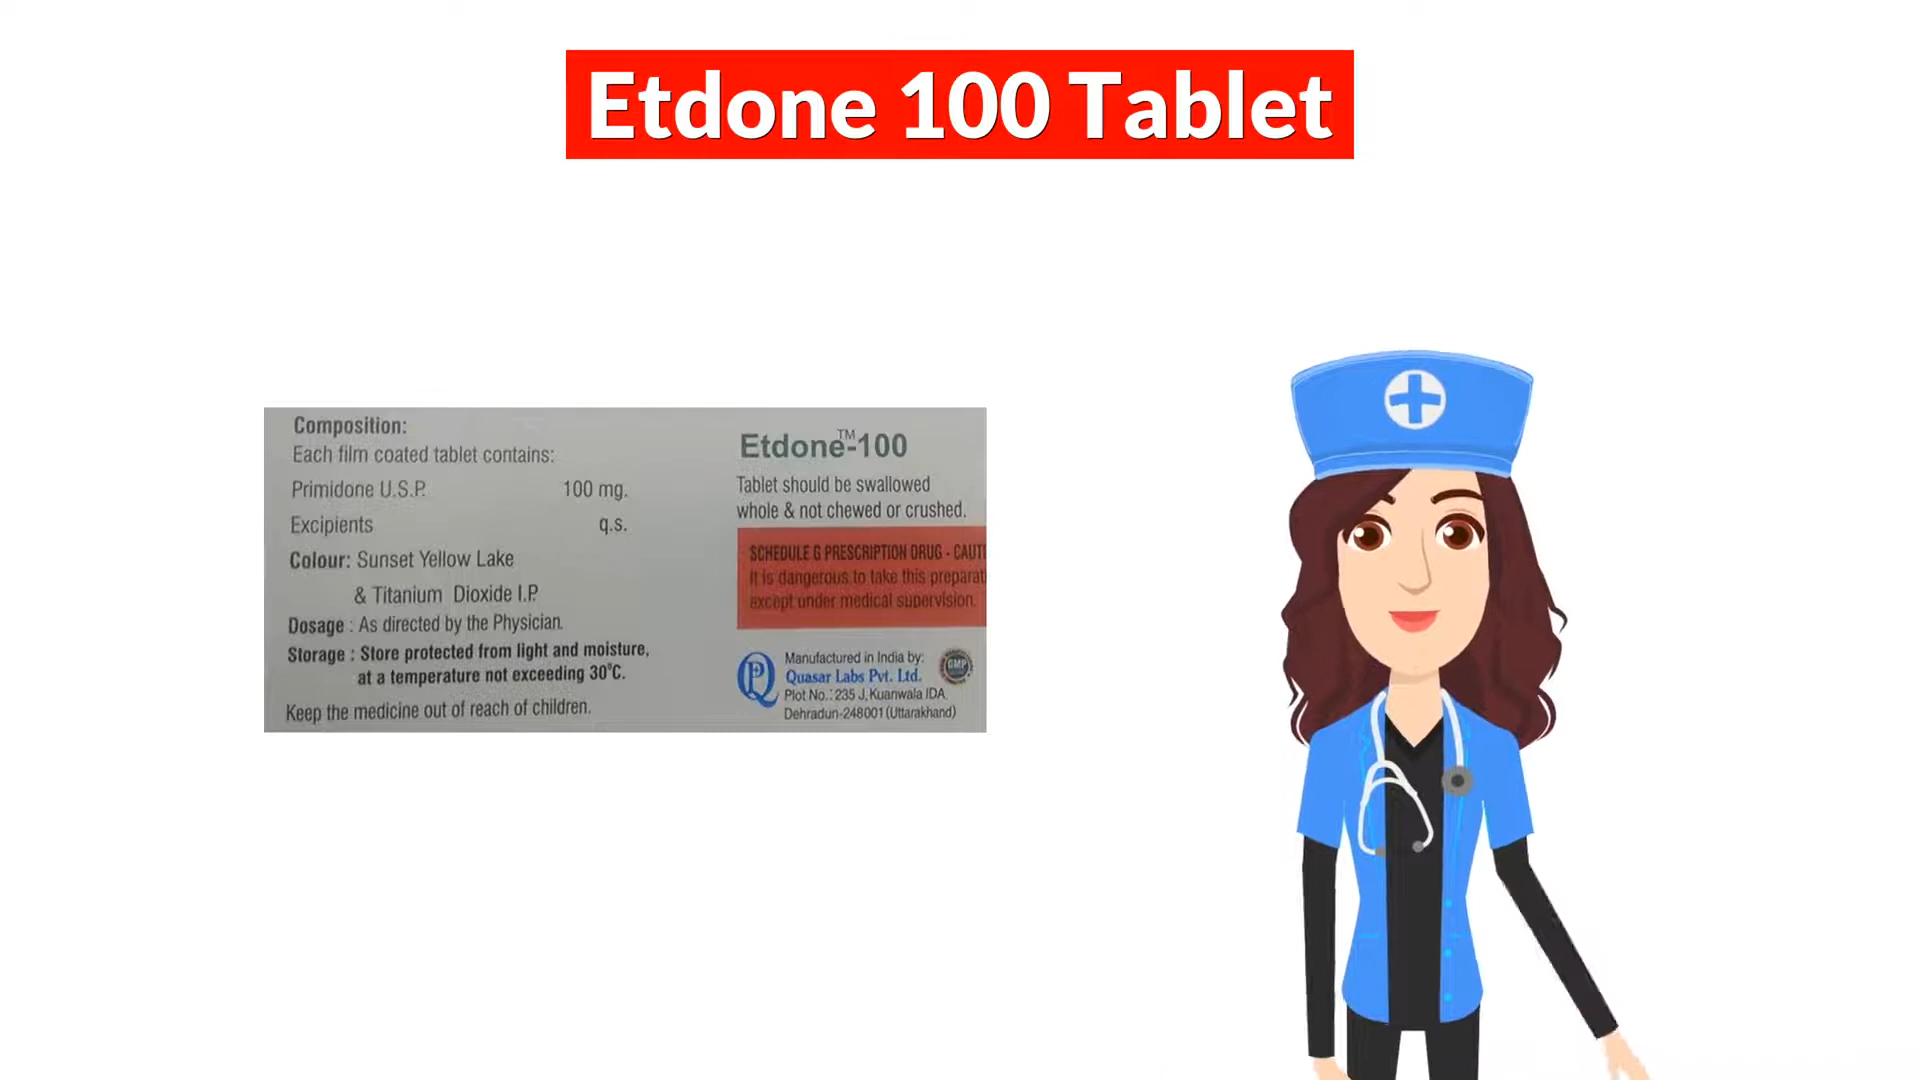 Etdone 100 Tablet
Composition:
Each film coated tablet contains:
Primidone U.S.P. 100 mg.
Excipients q.s.
Colour: Sunset Yellow Lake
& Titanium Dioxide I.P.
Dosage : As directed by the Physician.
Storage : Store protected from light and moisture,
at a temperature not exceeding 30°C.
Keep the medicine out of reach of children.
Etdone™-100
Tablet should be swallowed
whole & not chewed or crushed.
SCHEDULE G PRESCRIPTION DRUG - CAUT
It is dangerous to take this preparat
except under medical supervision.
Manufactured in India by:
Quasar Labs Pvt. Ltd.
Plot No.: 235 J, Kuanwala IDA,
Dehradun-248001 (Uttarakhand)
GMP